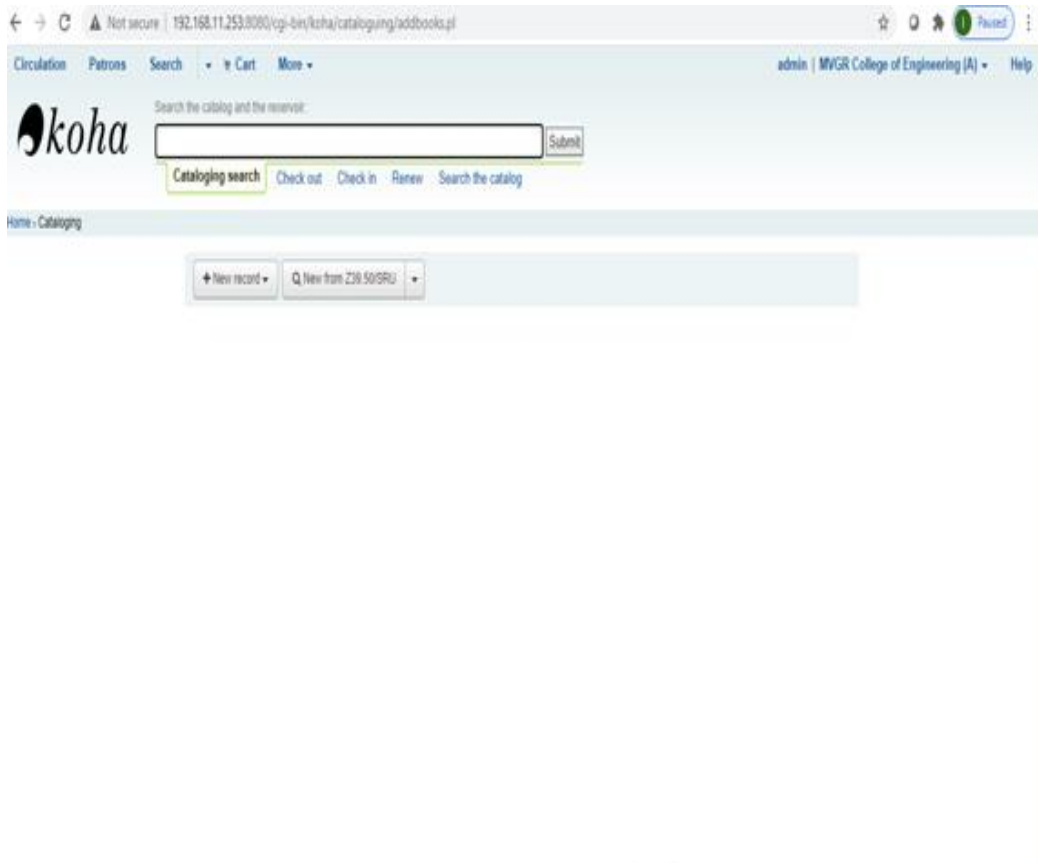 Not secure | 192.168.11.253:8080/cgi-bin/koha/cataloguing/addbooks.pl Paused
Circulation Patrons Search Cart More admin | MVGR College of Engineering (A) Help
koha
Search the catalog and the reservoir:
Submit
Cataloging search Check out Check in Renew Search the catalog
Home › Cataloging
+ New record New from Z39.50/SRU